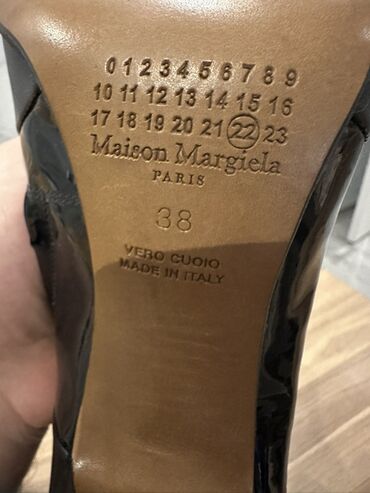 0 1 2 3 4 5 6 7 8 9
10 11 12 13 14 15 16
17 18 19 20 21 22 23
Maison Margiela
PARIS
38
VERO CUOIO
MADE IN ITALY